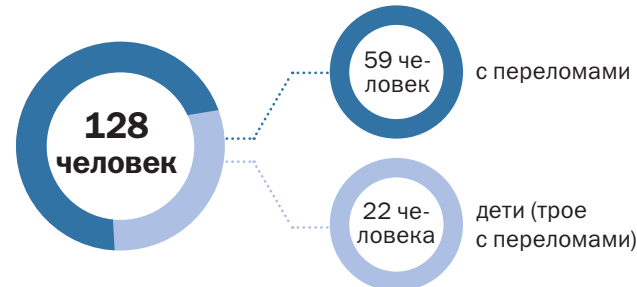 128
человек
59 че-
ловек
с переломами
22 че-
ловека
дети (трое
с переломами)